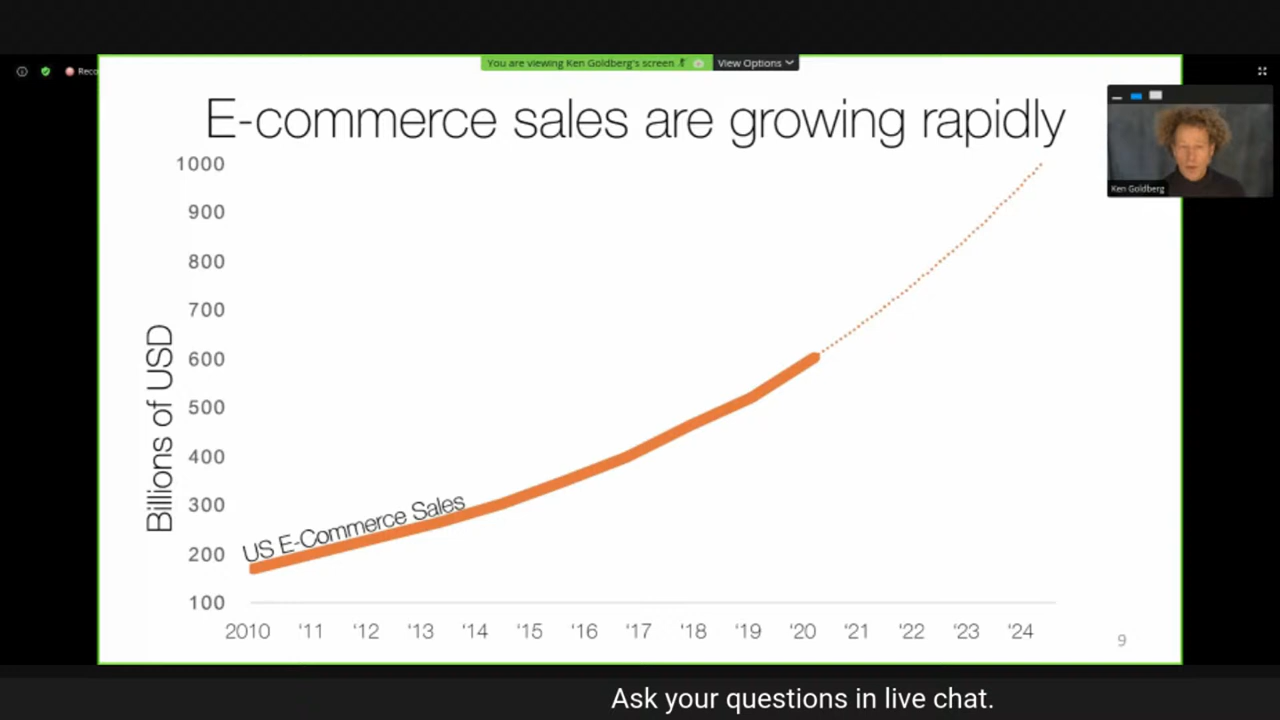 You are viewing Ken Goldberg's screen
View Options
Reco
E-commerce sales are growing rapidly
Ken Goldberg
1000
900
800
700
600
500
400
300
200
100
Billions of USD
US E-Commerce Sales
2010 '11 '12 '13 '14 '15 '16 '17 '18 '19 '20 '21 '22 '23 '24
9
Ask your questions in live chat.